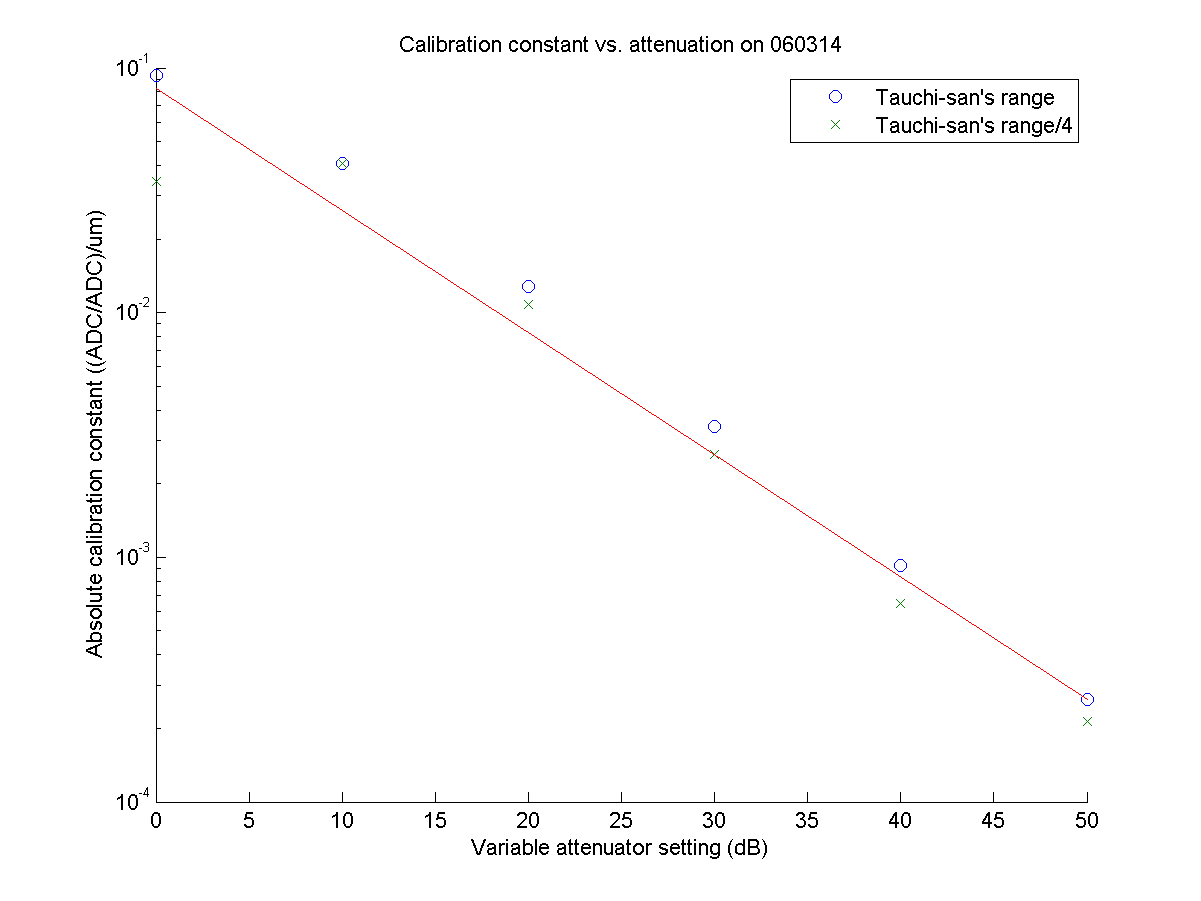 Calibration constant vs. attenuation on 060314
Tauchi-san's range
Tauchi-san's range/4
Absolute calibration constant ((ADC/ADC)/um)
10^-1
10^-2
10^-3
10^-4
0 5 10 15 20 25 30 35 40 45 50
Variable attenuator setting (dB)